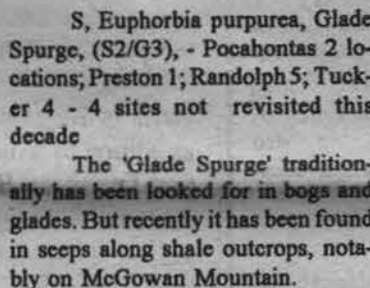 S, Euphorbia purpurea, Glade
Spurge, (S2/G3), - Pocahontas 2 lo-
cations; Preston 1; Randolph 5; Tuck-
er 4 - 4 sites not revisited this
decade
The 'Glade Spurge' tradition-
ally has been looked for in bogs and
glades. But recently it has been found
in seeps along shale outcrops, nota-
bly on McGowan Mountain.